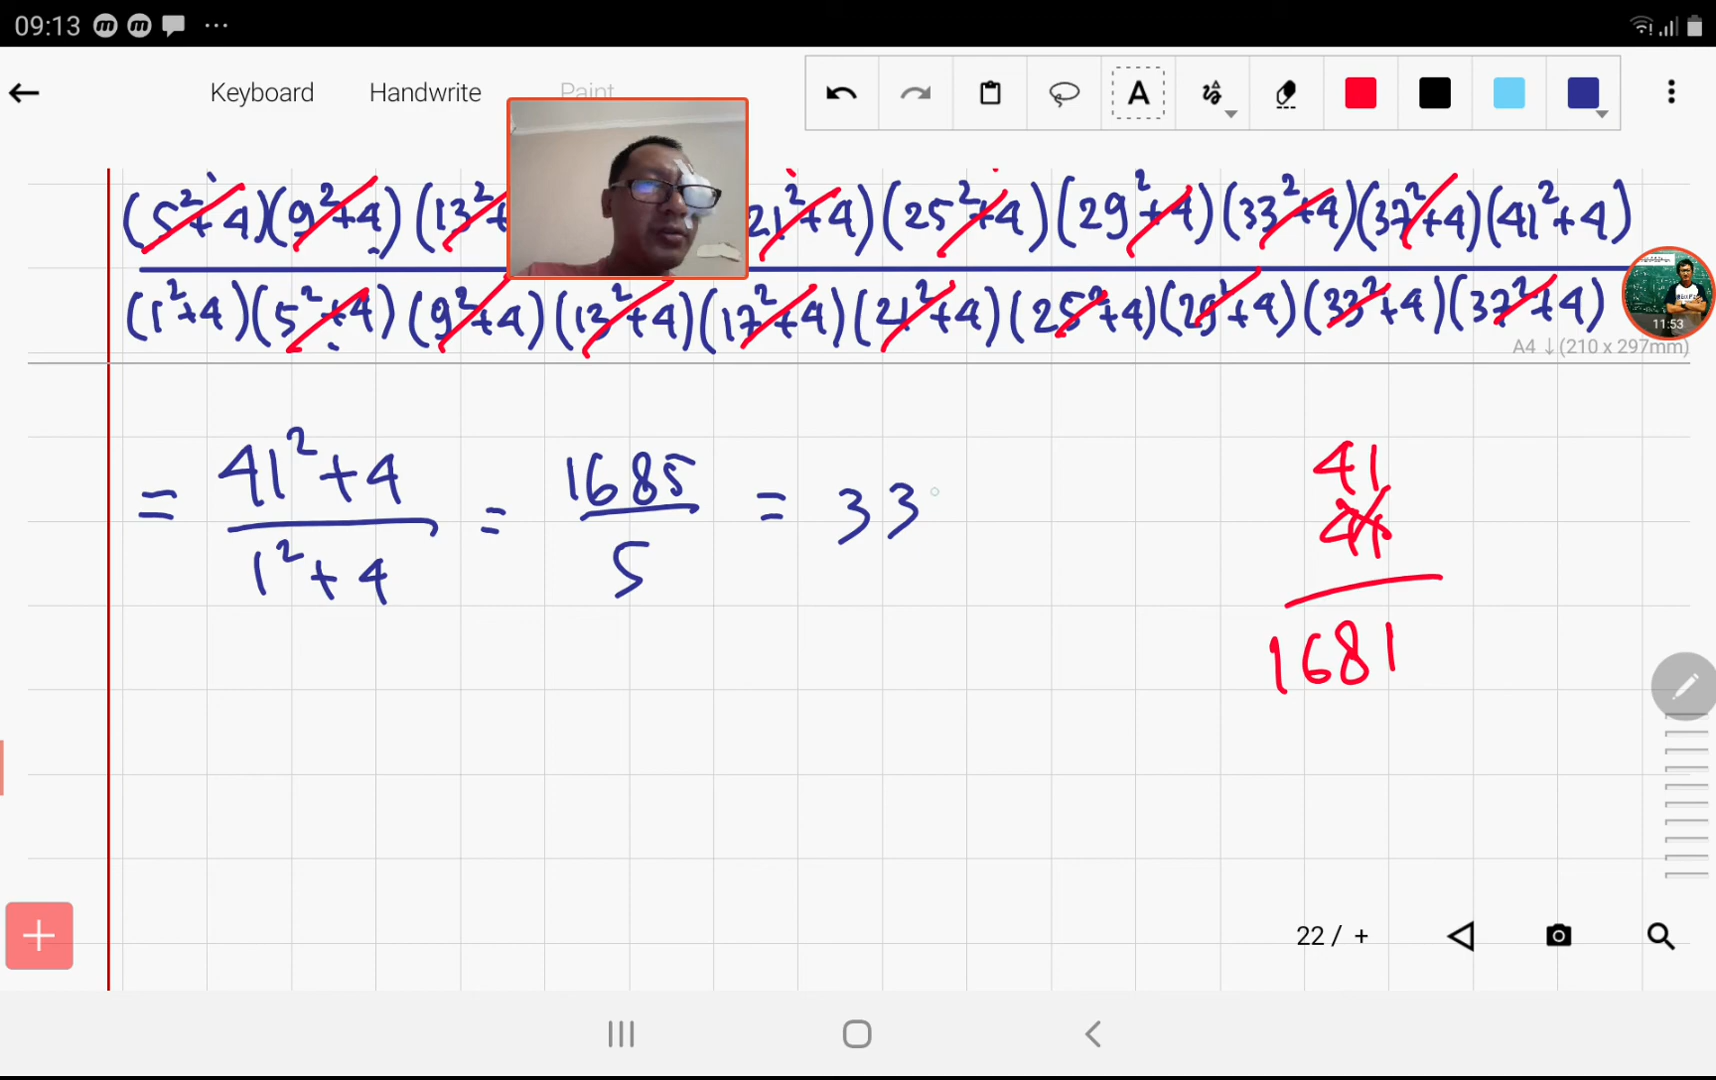 09:13
Keyboard Handwrite Paint A
(5²+4)(9²+4)(13²+ 21²+4)(25²+4)(29²+4)(33²+4)(37²+4)(41²+4)
(1²+4)(5²+4)(9²+4)(13²+4)(17²+4)(21²+4)(25²+4)(29²+4)(33²+4)(37²+4)
11:53
A4 ↓(210 x 297mm)
= 41²+4 / 1²+4 = 1685 / 5 = 33
41
41
1681
22 / +